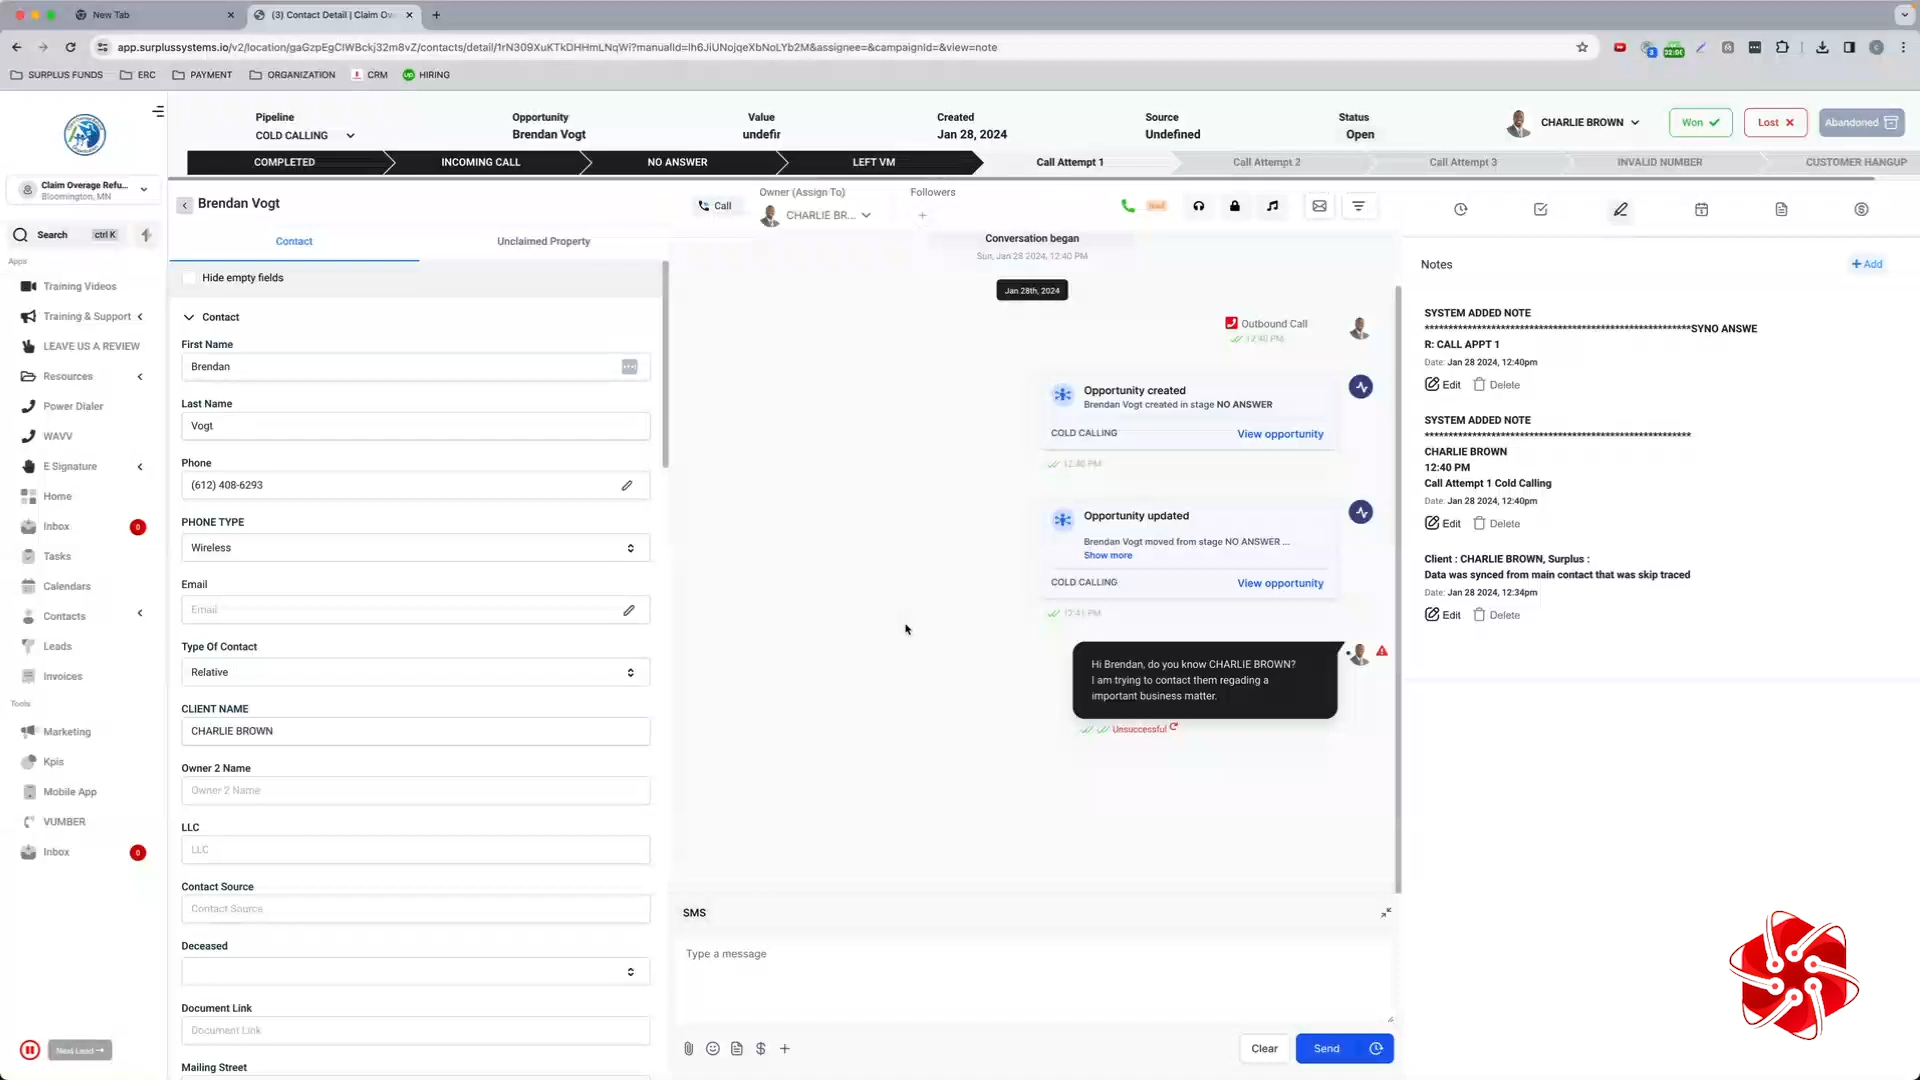 New Tab
(3) Contact Detail | Claim Ov
app.surplussystems.io/v2/location/gaGzpEgCIWBckj32m8vZ/contacts/detail/1rN309XuKTkDHHmLNqWi?manualId=lh6JiUNojqeXbNoLYb2M&assignee=&campaignId=&view=note
SURPLUS FUNDS
ERC
PAYMENT
ORGANIZATION
CRM
HIRING
Pipeline
COLD CALLING
Opportunity
Brendan Vogt
Value
undefir
Created
Jan 28, 2024
Source
Undefined
Status
Open
CHARLIE BROWN
Won
Lost
Abandoned
COMPLETED
INCOMING CALL
NO ANSWER
LEFT VM
Call Attempt 1
Call Attempt 2
Call Attempt 3
INVALID NUMBER
CUSTOMER HANGUP
Claim Overage Refu...
Bloomington, MN
Search
ctrl K
Apps
Training Videos
Training & Support
LEAVE US A REVIEW
Resources
Power Dialer
WAVV
E Signature
Home
Inbox
0
Tasks
Calendars
Contacts
Leads
Invoices
Tools
Marketing
Kpis
Mobile App
VUMBER
Inbox
0
Next Lead
Brendan Vogt
Call
Owner (Assign To)
CHARLIE BR...
Followers
Contact
Unclaimed Property
Hide empty fields
Contact
First Name
Brendan
Last Name
Vogt
Phone
(612) 408-6293
PHONE TYPE
Wireless
Email
Email
Type Of Contact
Relative
CLIENT NAME
CHARLIE BROWN
Owner 2 Name
Owner 2 Name
LLC
LLC
Contact Source
Contact Source
Deceased
Document Link
Document Link
Mailing Street
Conversation began
Sun, Jan 28 2024, 12:40 PM
Jan 28th, 2024
Outbound Call
12:40 PM
Opportunity created
Brendan Vogt created in stage NO ANSWER
COLD CALLING
View opportunity
Opportunity updated
Brendan Vogt moved from stage NO ANSWER ...
Show more
COLD CALLING
View opportunity
12:41 PM
Hi Brendan, do you know CHARLIE BROWN?
I am trying to contact them regading a
important business matter.
Unsuccessful
SMS
Type a message
Clear
Send
Notes
+ Add
SYSTEM ADDED NOTE
********************************************************SYNO ANSWE
R: CALL APPT 1
Date: Jan 28 2024, 12:40pm
Edit
Delete
SYSTEM ADDED NOTE
********************************************************
CHARLIE BROWN
12:40 PM
Call Attempt 1 Cold Calling
Date: Jan 28 2024, 12:40pm
Edit
Delete
Client : CHARLIE BROWN, Surplus :
Data was synced from main contact that was skip traced
Date: Jan 28 2024, 12:34pm
Edit
Delete